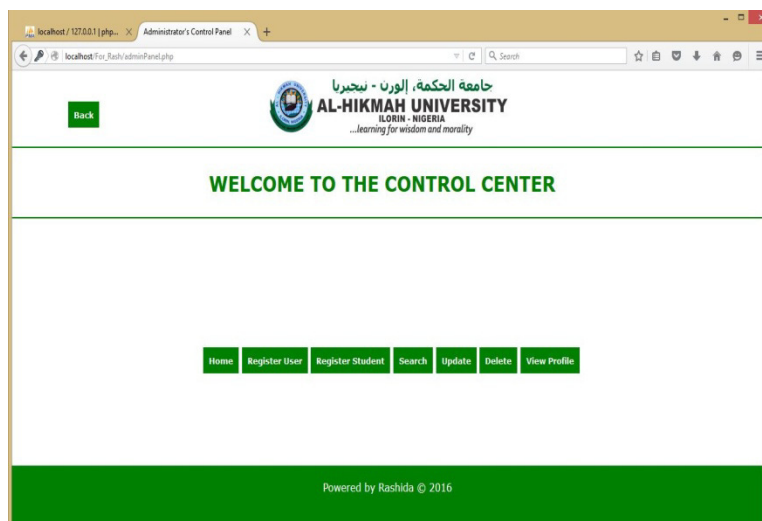 localhost / 127.0.0.1 | php...
Administrator's Control Panel
localhost/For_Rash/adminPanel.php
Search
Back
جامعة الحكمة، إلورن - نيجيريا
AL-HIKMAH UNIVERSITY
ILORIN - NIGERIA
...learning for wisdom and morality
WELCOME TO THE CONTROL CENTER
Home Register User Register Student Search Update Delete View Profile
Powered by Rashida © 2016